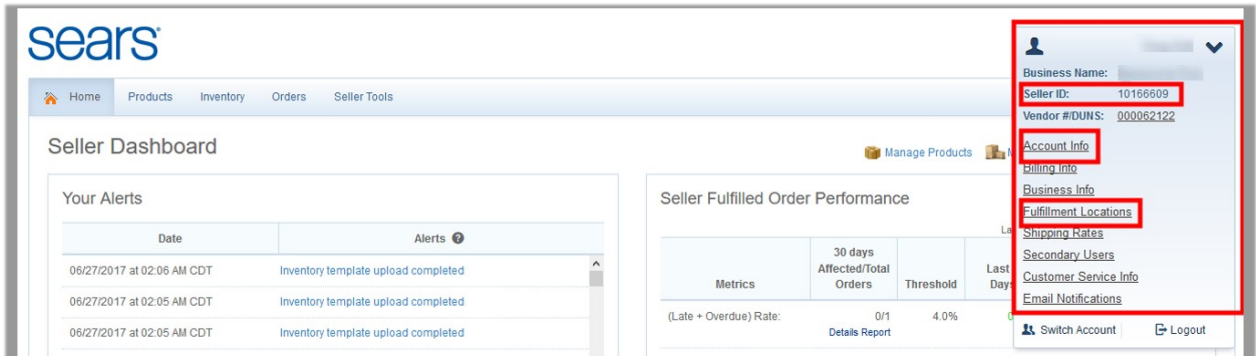 sears
Business Name:
Seller ID: 10166609
Vendor #/DUNS: 000062122
Account Info
Billing Info
Business Info
Fulfillment Locations
Shipping Rates
Secondary Users
Customer Service Info
Email Notifications
Switch Account Logout
Home Products Inventory Orders Seller Tools
Seller Dashboard
Manage Products
Your Alerts
Date Alerts ?
06/27/2017 at 02:06 AM CDT Inventory template upload completed
06/27/2017 at 02:05 AM CDT Inventory template upload completed
06/27/2017 at 02:05 AM CDT Inventory template upload completed
Seller Fulfilled Order Performance
30 days
Affected/Total
Metrics Orders Threshold Last
(Late + Overdue) Rate: 0/1 4.0%
Details Report